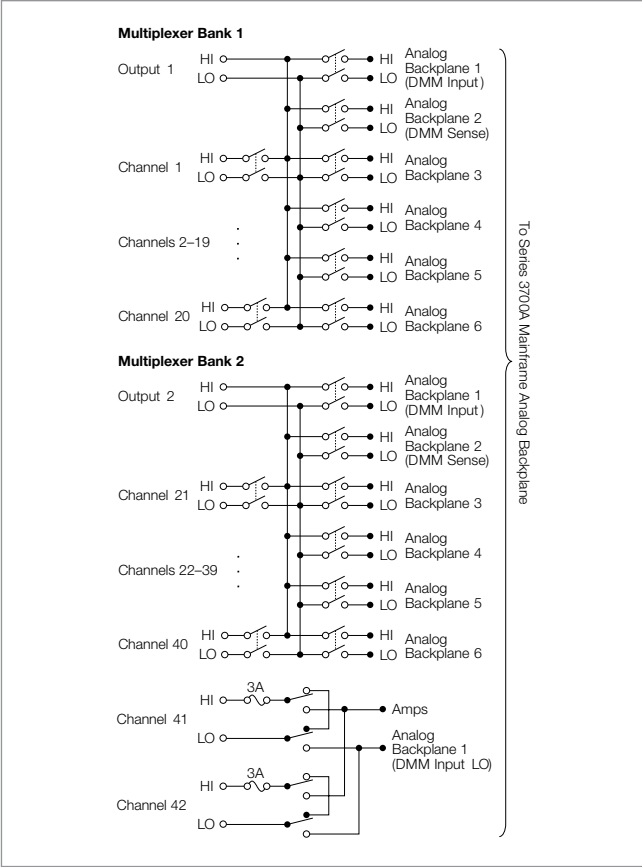 Multiplexer Bank 1
Output 1
HI
LO
HI
LO
Analog
Backplane 1
(DMM Input)
HI
LO
Analog
Backplane 2
(DMM Sense)
Channel 1
HI
LO
HI
LO
Analog
Backplane 3
Channels 2–19
HI
LO
Analog
Backplane 4
HI
LO
Analog
Backplane 5
Channel 20
HI
LO
HI
LO
Analog
Backplane 6
Multiplexer Bank 2
Output 2
HI
LO
HI
LO
Analog
Backplane 1
(DMM Input)
HI
LO
Analog
Backplane 2
(DMM Sense)
Channel 21
HI
LO
HI
LO
Analog
Backplane 3
Channels 22–39
HI
LO
Analog
Backplane 4
HI
LO
Analog
Backplane 5
Channel 40
HI
LO
HI
LO
Analog
Backplane 6
Channel 41
HI
3A
LO
Amps
Analog
Backplane 1
(DMM Input LO)
Channel 42
HI
3A
LO
To Series 3700A Mainframe Analog Backplane